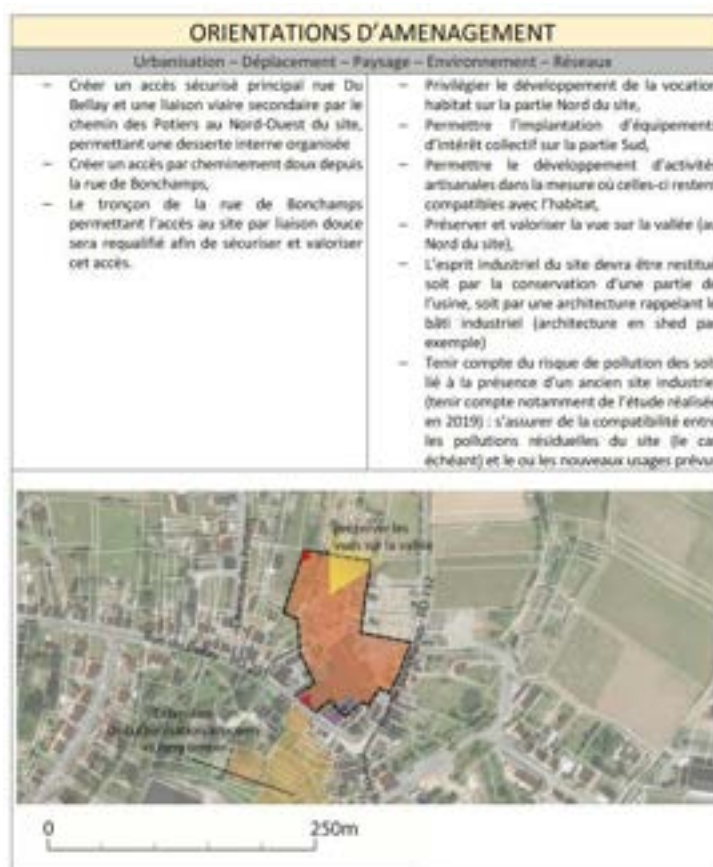 ORIENTATIONS D'AMENAGEMENT
Urbanisation – Déplacement – Paysage – Environnement – Réseaux
– Créer un accès sécurisé principal rue Du
Bellay et une liaison viaire secondaire par le
chemin des Potiers au Nord-Ouest du site,
permettant une desserte interne organisée
– Créer un accès par cheminement doux depuis
la rue de Bonchamps,
– Le tronçon de la rue de Bonchamps
permettant l'accès au site par liaison douce
sera requalifié afin de sécuriser et valoriser
cet accès.
– Privilégier le développement de la vocation
habitat sur la partie Nord du site,
– Permettre l'implantation d'équipements
d'intérêt collectif sur la partie Sud,
– Permettre le développement d'activités
artisanales dans la mesure où celles-ci restent
compatibles avec l'habitat,
– Préserver et valoriser la vue sur la vallée (au
Nord du site),
– L'esprit industriel du site devra être restitué
soit par la conservation d'une partie de
l'usine, soit par une architecture rappelant le
bâti industriel (architecture en shed par
exemple)
– Tenir compte du risque de pollution des sols
lié à la présence d'un ancien site industriel
(tenir compte notamment de l'étude réalisée
en 2019) : s'assurer de la compatibilité entre
les pollutions résiduelles du site (le cas
échéant) et le ou les nouveaux usages prévus
Préserver les
vues sur la vallée
0 250m